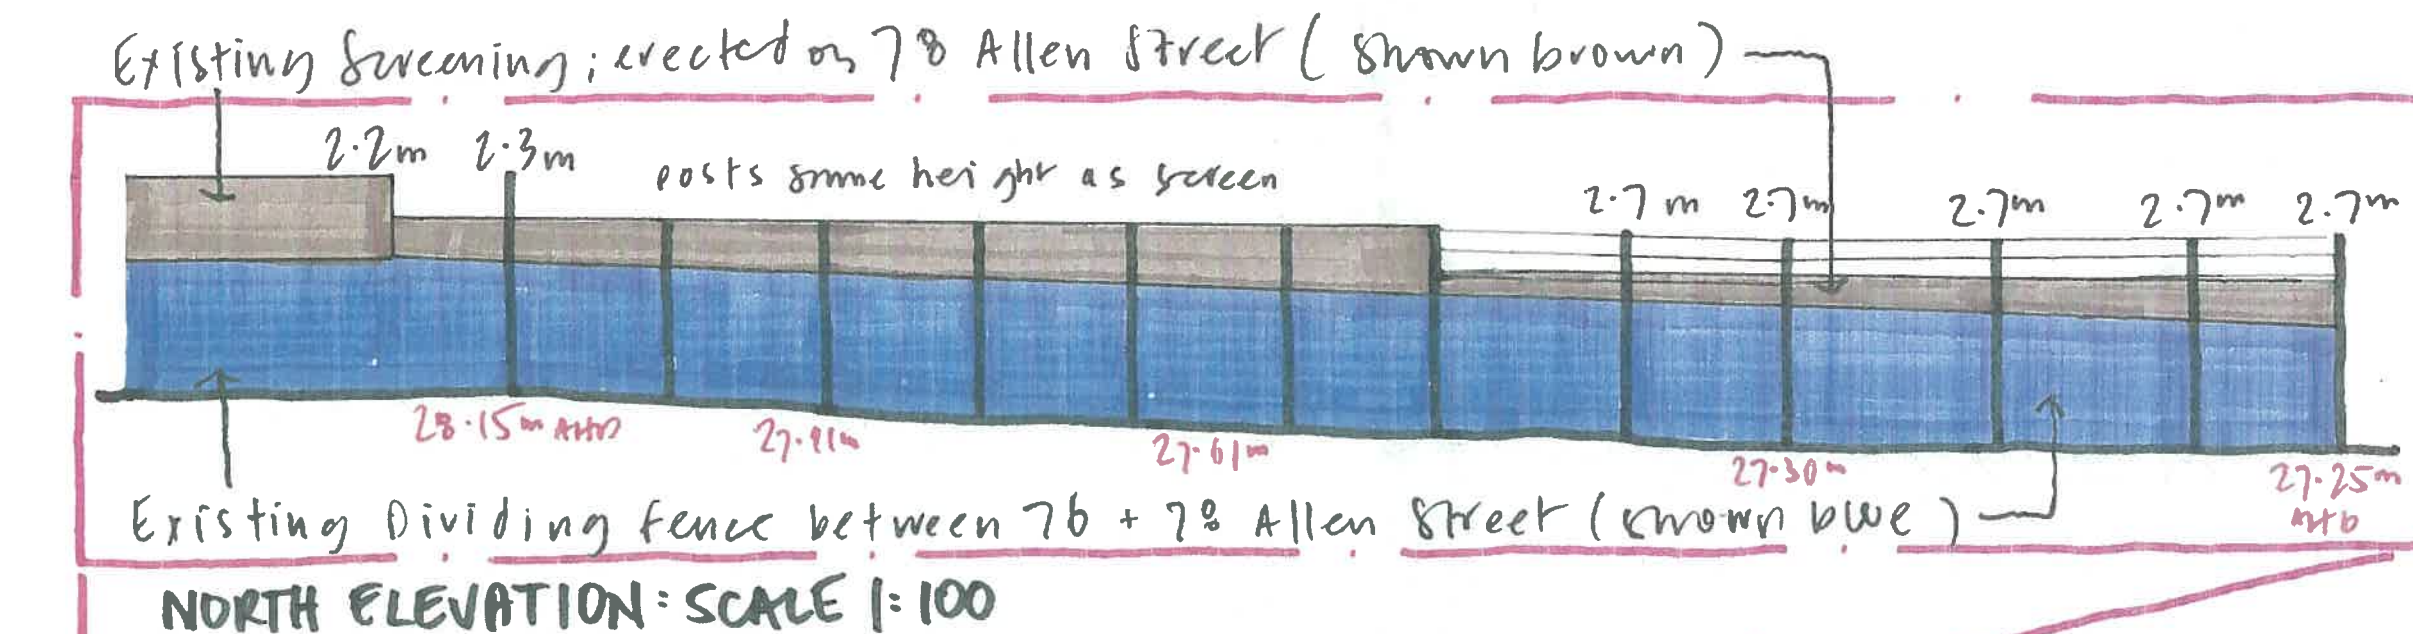 Existing Screening; erected on 78 Allen Street (shown brown)
2.2m 2.3m
posts same height as screen
2.7m 2.7m 2.7m 2.7m 2.7m
28.15m AHD 27.91m 27.61m 27.30m 27.25m AHD
Existing Dividing fence between 76 + 78 Allen Street (shown blue)
NORTH ELEVATION: SCALE 1:100